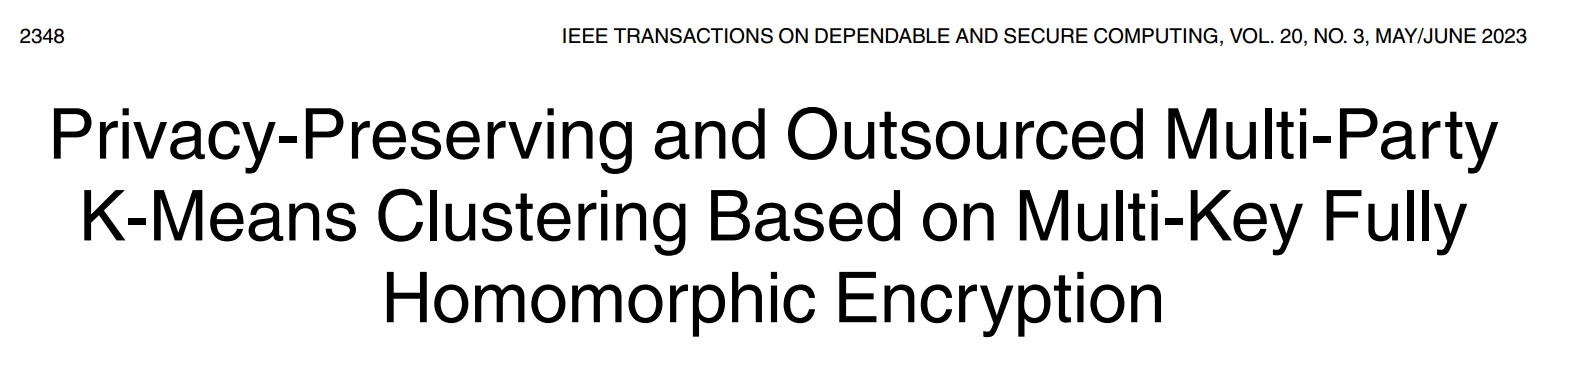 2348 IEEE TRANSACTIONS ON DEPENDABLE AND SECURE COMPUTING, VOL. 20, NO. 3, MAY/JUNE 2023
Privacy-Preserving and Outsourced Multi-Party
K-Means Clustering Based on Multi-Key Fully
Homomorphic Encryption